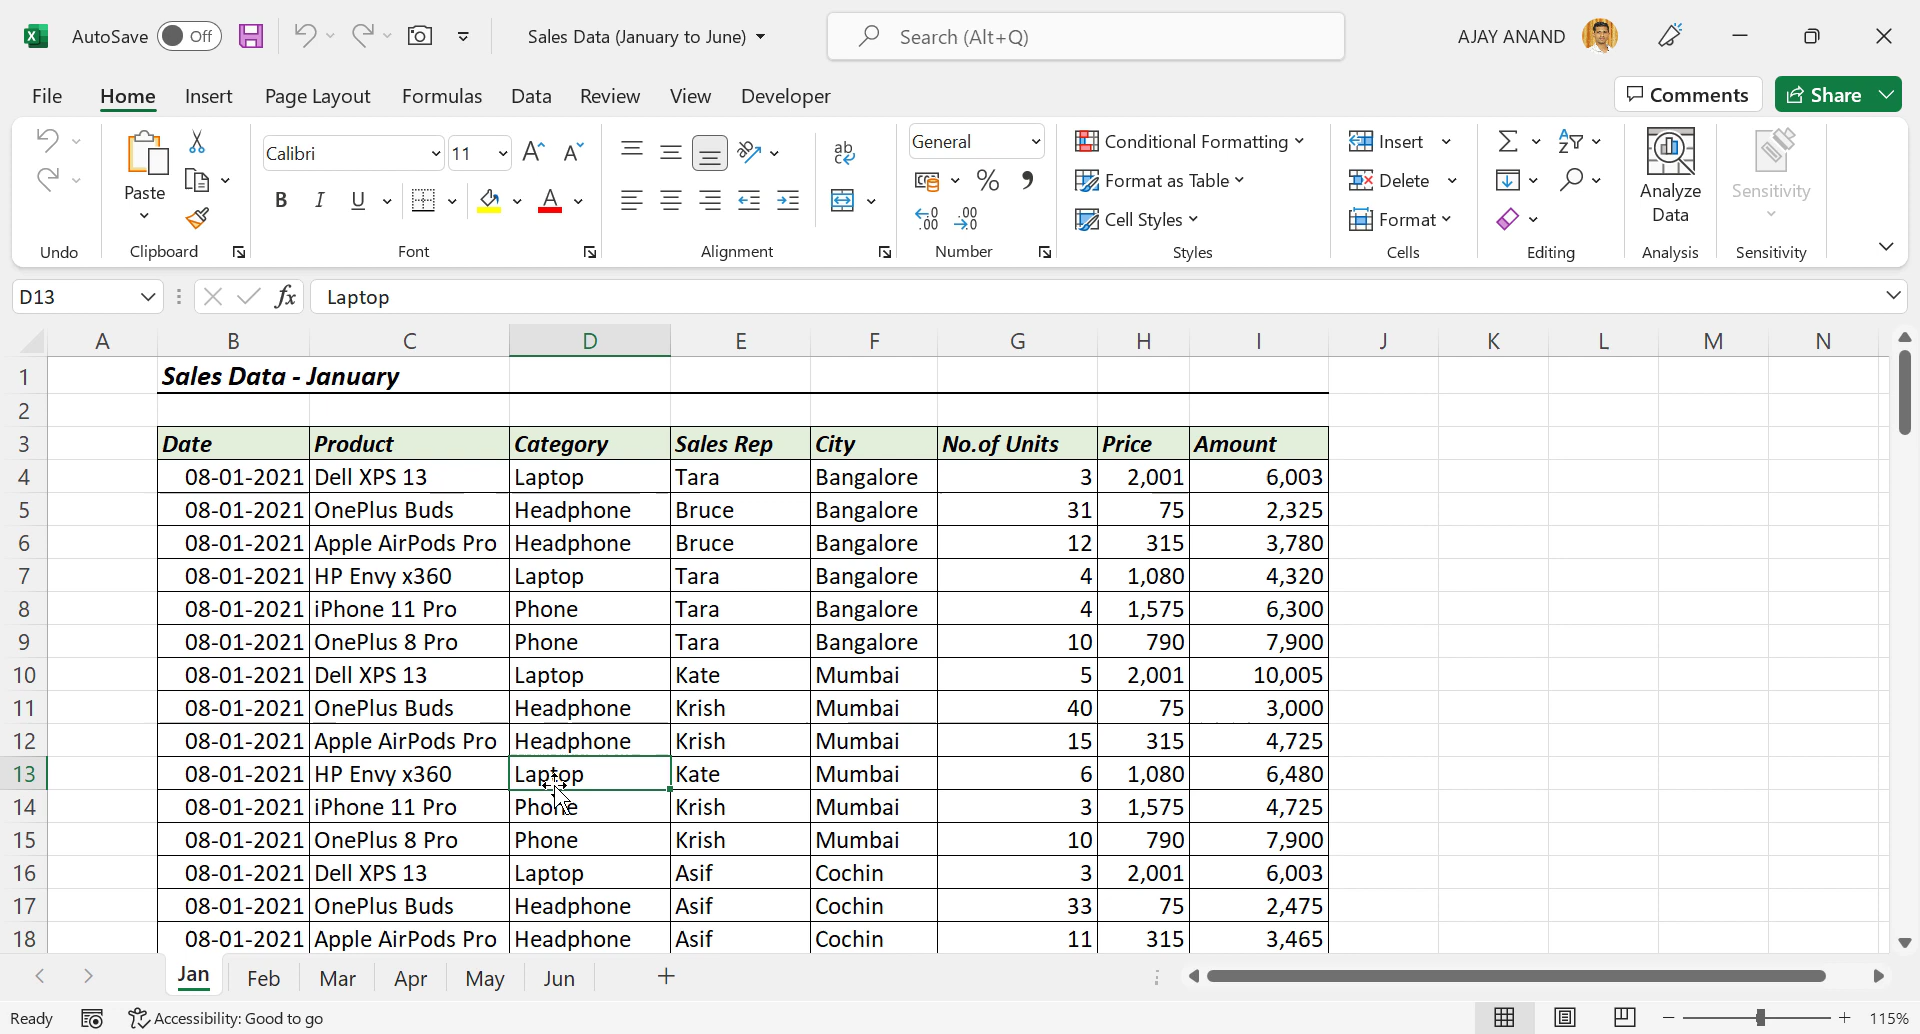 AutoSave Off Sales Data (January to June) Search (Alt+Q) AJAY ANAND
File Home Insert Page Layout Formulas Data Review View Developer Comments Share
Calibri 11 General Conditional Formatting Insert
Paste Format as Table Delete Analyze Data Sensitivity
B I U ab % , Cell Styles Format
Undo Clipboard Font Alignment Number Styles Cells Editing Analysis Sensitivity
D13 fx Laptop
A B C D E F G H I J K L M N
1 Sales Data - January
2
3 Date Product Category Sales Rep City No.of Units Price Amount
4 08-01-2021 Dell XPS 13 Laptop Tara Bangalore 3 2,001 6,003
5 08-01-2021 OnePlus Buds Headphone Bruce Bangalore 31 75 2,325
6 08-01-2021 Apple AirPods Pro Headphone Bruce Bangalore 12 315 3,780
7 08-01-2021 HP Envy x360 Laptop Tara Bangalore 4 1,080 4,320
8 08-01-2021 iPhone 11 Pro Phone Tara Bangalore 4 1,575 6,300
9 08-01-2021 OnePlus 8 Pro Phone Tara Bangalore 10 790 7,900
10 08-01-2021 Dell XPS 13 Laptop Kate Mumbai 5 2,001 10,005
11 08-01-2021 OnePlus Buds Headphone Krish Mumbai 40 75 3,000
12 08-01-2021 Apple AirPods Pro Headphone Krish Mumbai 15 315 4,725
13 08-01-2021 HP Envy x360 Laptop Kate Mumbai 6 1,080 6,480
14 08-01-2021 iPhone 11 Pro Phone Krish Mumbai 3 1,575 4,725
15 08-01-2021 OnePlus 8 Pro Phone Krish Mumbai 10 790 7,900
16 08-01-2021 Dell XPS 13 Laptop Asif Cochin 3 2,001 6,003
17 08-01-2021 OnePlus Buds Headphone Asif Cochin 33 75 2,475
18 08-01-2021 Apple AirPods Pro Headphone Asif Cochin 11 315 3,465
Jan Feb Mar Apr May Jun
Ready Accessibility: Good to go 115%